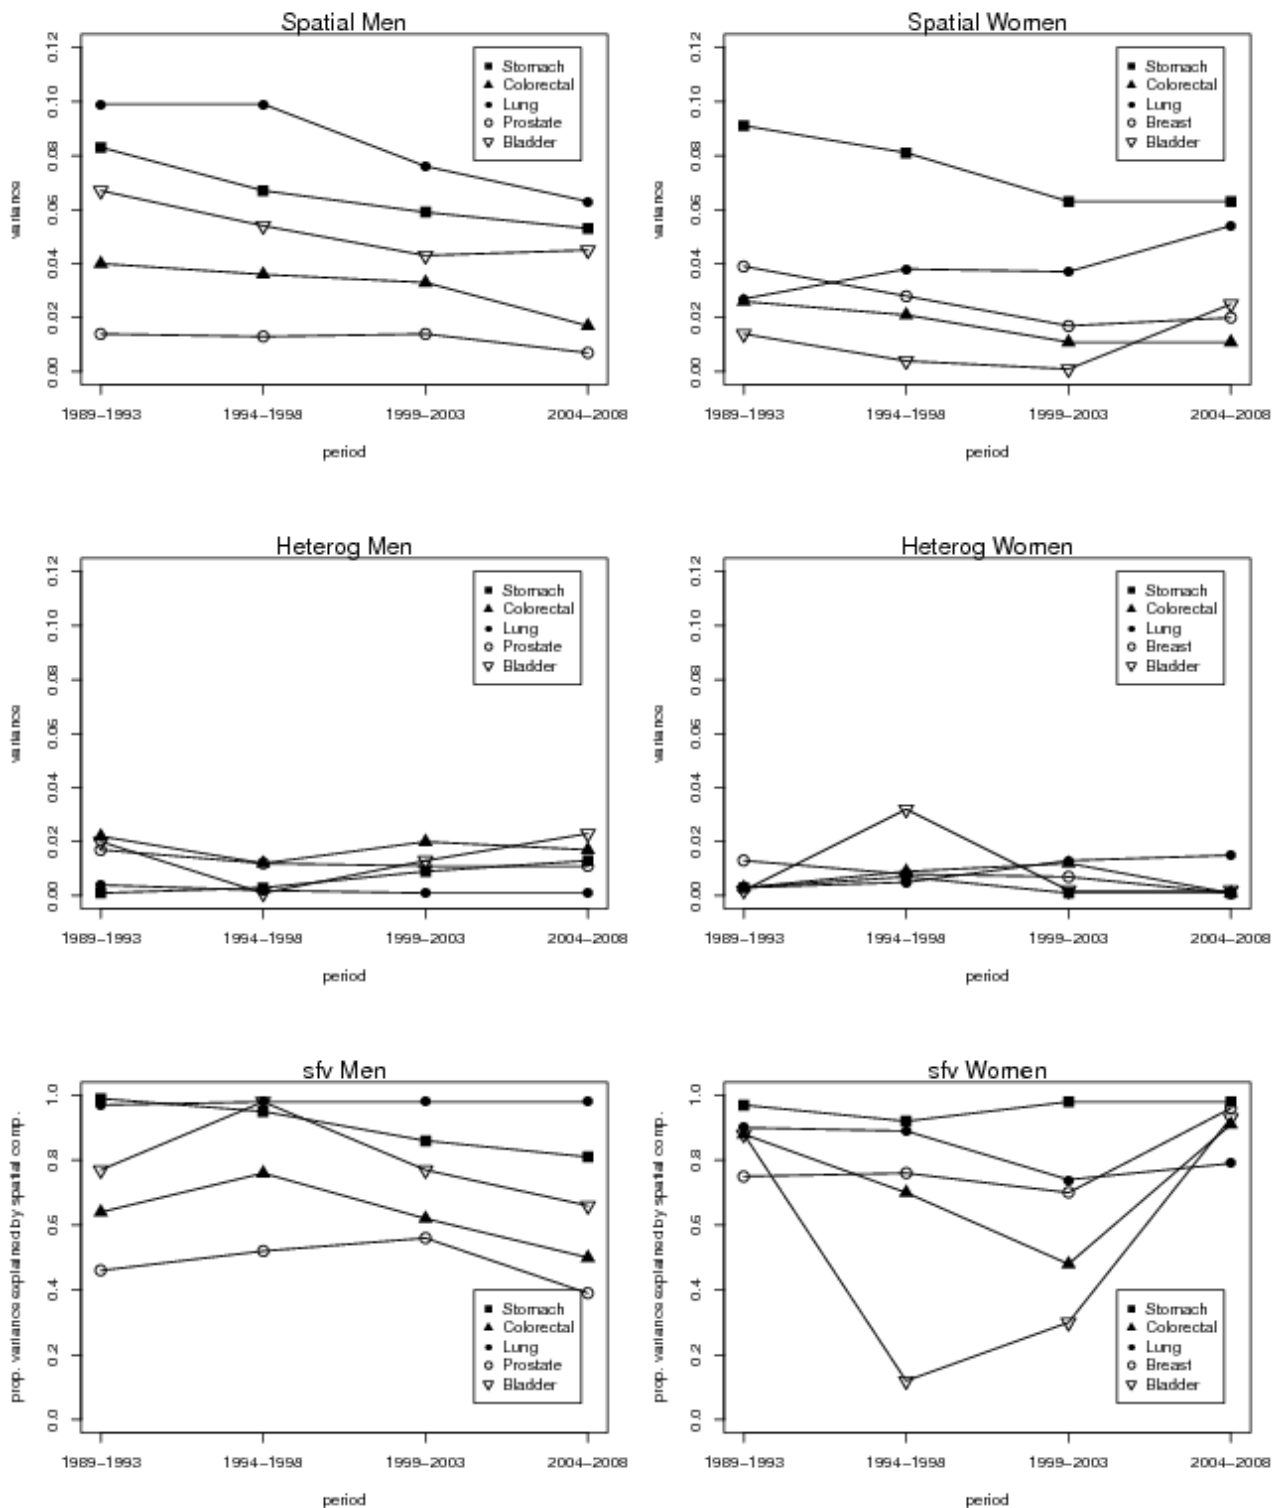 Spatial Men
variance
0.00 0.02 0.04 0.06 0.08 0.10 0.12
Stomach
Colorectal
Lung
Prostate
Bladder
1989–1993 1994–1998 1999–2003 2004–2008
period
Spatial Women
variance
0.00 0.02 0.04 0.06 0.08 0.10 0.12
Stomach
Colorectal
Lung
Breast
Bladder
1989–1993 1994–1998 1999–2003 2004–2008
period
Heterog Men
variance
0.00 0.02 0.04 0.06 0.08 0.10 0.12
Stomach
Colorectal
Lung
Prostate
Bladder
1989–1993 1994–1998 1999–2003 2004–2008
period
Heterog Women
variance
0.00 0.02 0.04 0.06 0.08 0.10 0.12
Stomach
Colorectal
Lung
Breast
Bladder
1989–1993 1994–1998 1999–2003 2004–2008
period
sfv Men
prop. variance explained by spatial comp.
0.0 0.2 0.4 0.6 0.8 1.0
Stomach
Colorectal
Lung
Prostate
Bladder
1989–1993 1994–1998 1999–2003 2004–2008
period
sfv Women
prop. variance explained by spatial comp.
0.0 0.2 0.4 0.6 0.8 1.0
Stomach
Colorectal
Lung
Breast
Bladder
1989–1993 1994–1998 1999–2003 2004–2008
period